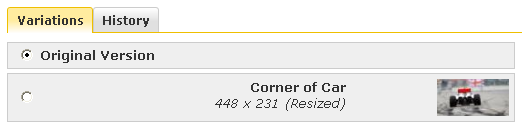 Variations History
Original Version
Corner of Car
448 x 231 (Resized)